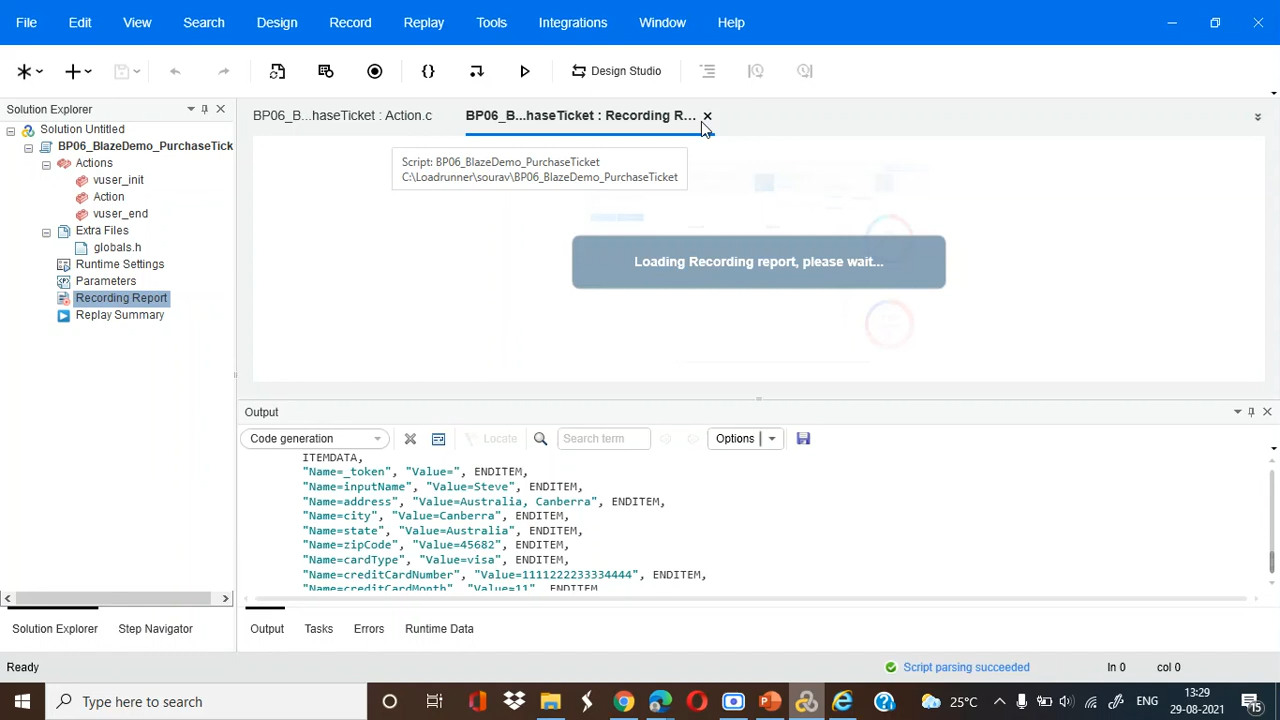 File Edit View Search Design Record Replay Tools Integrations Window Help
{} Design Studio
Solution Explorer
BP06_B...haseTicket : Action.c
BP06_B...haseTicket : Recording R...
Solution Untitled
BP06_BlazeDemo_PurchaseTick
Actions
vuser_init
Action
vuser_end
Extra Files
globals.h
Runtime Settings
Parameters
Recording Report
Replay Summary
Script: BP06_BlazeDemo_PurchaseTicket
C:\Loadrunner\sourav\BP06_BlazeDemo_PurchaseTicket
Loading Recording report, please wait...
Output
Code generation Locate Search term Options
ITEMDATA,
"Name=_token", "Value=", ENDITEM,
"Name=inputName", "Value=Steve", ENDITEM,
"Name=address", "Value=Australia, Canberra", ENDITEM,
"Name=city", "Value=Canberra", ENDITEM,
"Name=state", "Value=Australia", ENDITEM,
"Name=zipCode", "Value=45682", ENDITEM,
"Name=cardType", "Value=visa", ENDITEM,
"Name=creditCardNumber", "Value=1111222233334444", ENDITEM,
"Name=creditCardMonth", "Value=11", ENDITEM
Solution Explorer Step Navigator
Output Tasks Errors Runtime Data
Ready
Script parsing succeeded
ln 0 col 0
Type here to search
25°C
ENG
13:29
29-08-2021
15